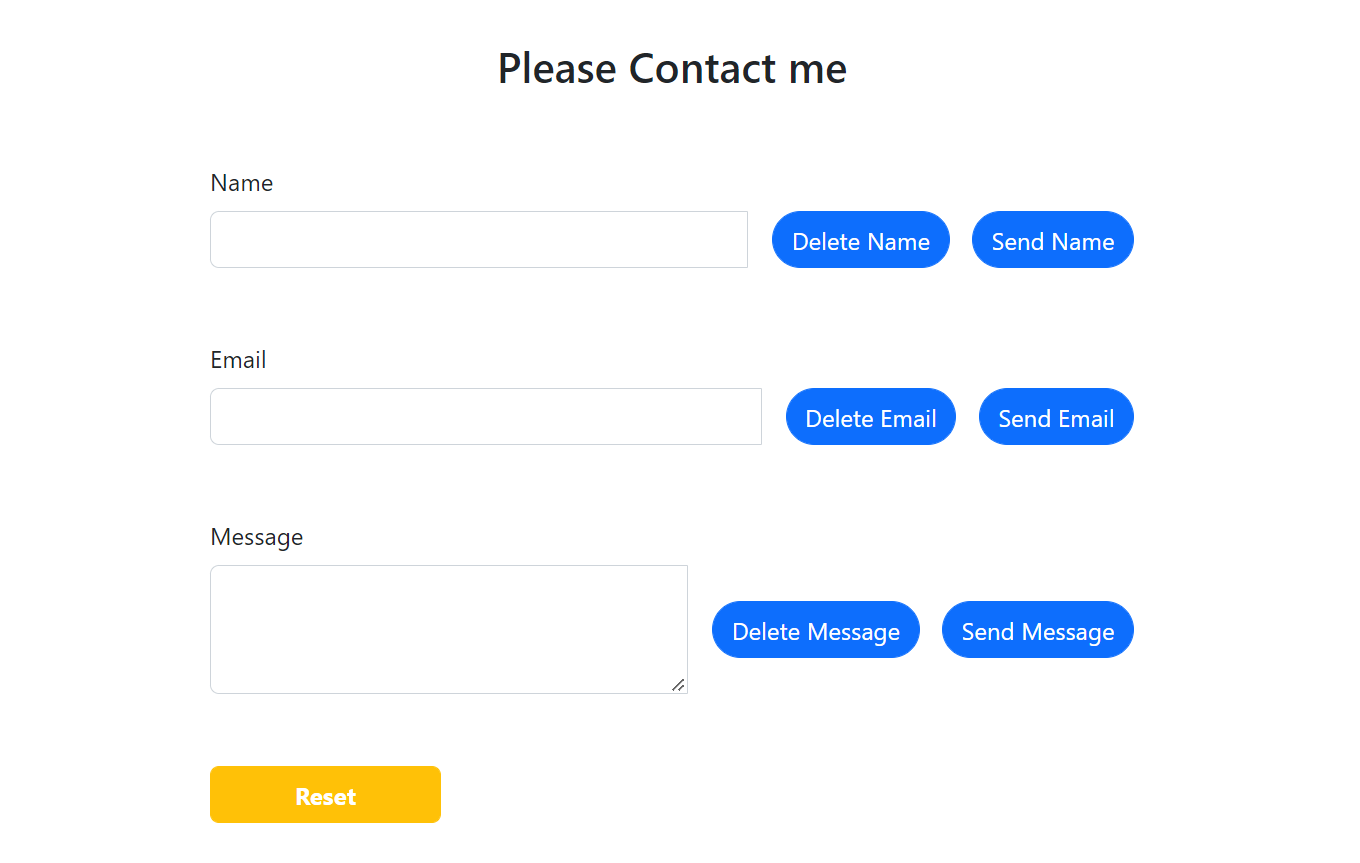 Please Contact me
Name
Delete Name Send Name
Email
Delete Email Send Email
Message
Delete Message Send Message
Reset